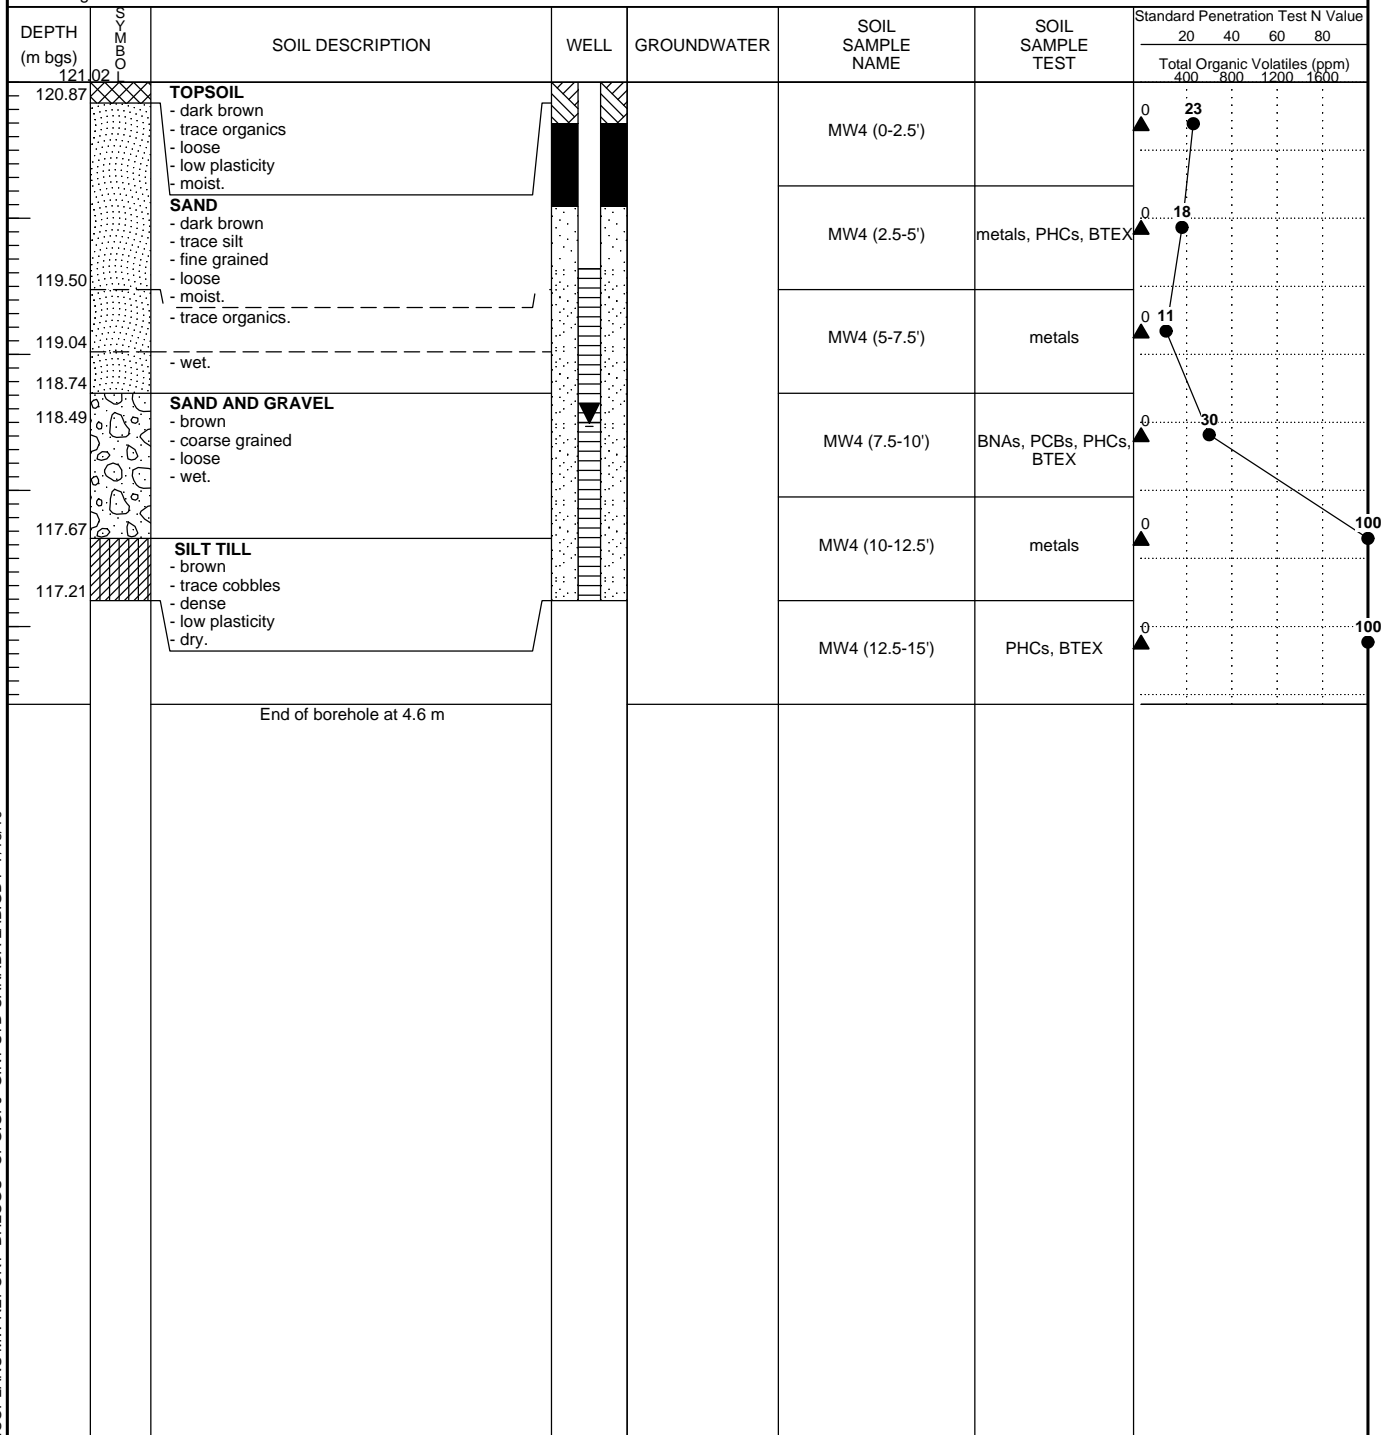 DEPTH
(m bgs)
SYMBOL
SOIL DESCRIPTION
WELL
GROUNDWATER
SOIL
SAMPLE
NAME
SOIL
SAMPLE
TEST
Standard Penetration Test N Value
20 40 60 80
Total Organic Volatiles (ppm)
400 800 1200 1600
121.02
120.87
TOPSOIL
- dark brown
- trace organics
- loose
- low plasticity
- moist.
MW4 (0-2.5')
0 23
SAND
- dark brown
- trace silt
- fine grained
- loose
- moist.
MW4 (2.5-5')
metals, PHCs, BTEX
0 18
119.50
- trace organics.
MW4 (5-7.5')
metals
0 11
119.04
- wet.
118.74
SAND AND GRAVEL
- brown
- coarse grained
- loose
- wet.
118.49
MW4 (7.5-10')
BNAs, PCBs, PHCs,
BTEX
0 30
117.67
SILT TILL
- brown
- trace cobbles
- dense
- low plasticity
- dry.
MW4 (10-12.5')
metals
0 100
117.21
MW4 (12.5-15')
PHCs, BTEX
0 100
End of borehole at 4.6 m